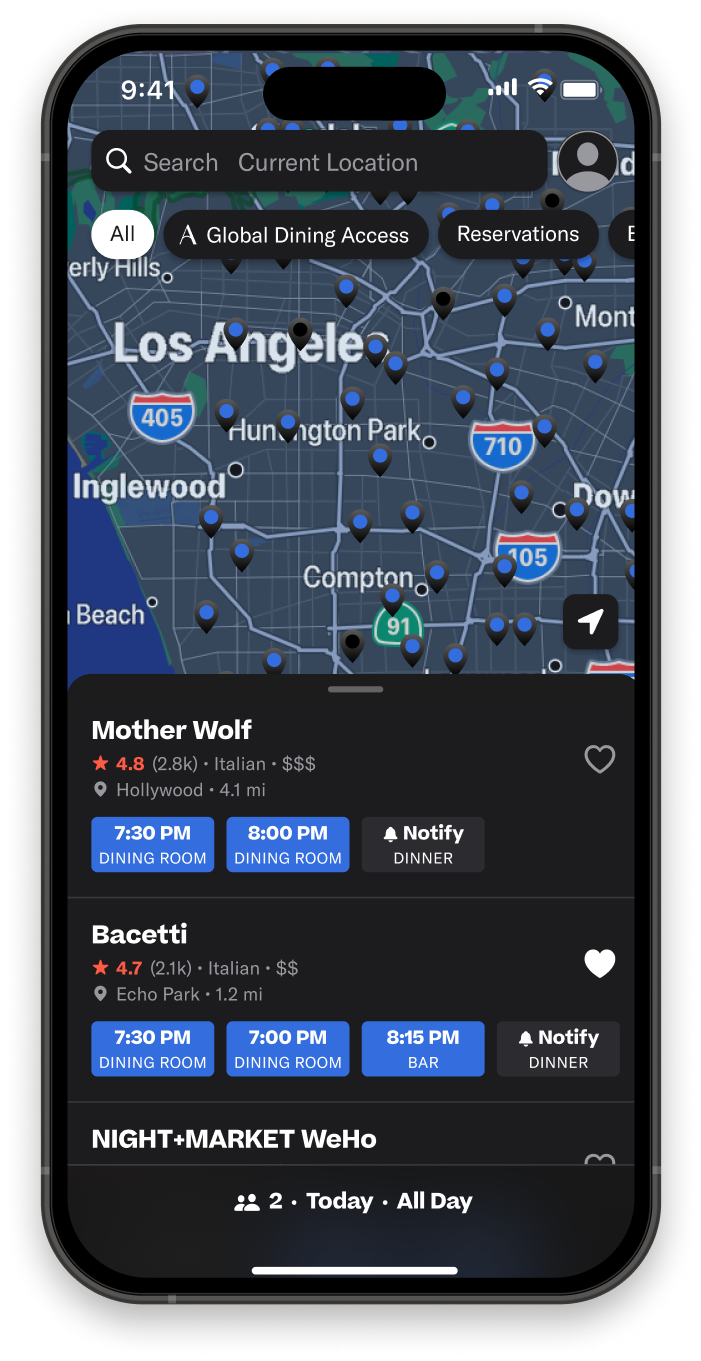 9:41
Search Current Location
All Global Dining Access Reservations
erly Hills
Mont
Los Angeles
405
Huntington Park
710
Inglewood
Dow
105
Compton
Beach
91
Mother Wolf
4.8 (2.8k) • Italian • $$$
Hollywood • 4.1 mi
7:30 PM 8:00 PM Notify
DINING ROOM DINING ROOM DINNER
Bacetti
4.7 (2.1k) • Italian • $$
Echo Park • 1.2 mi
7:30 PM 7:00 PM 8:15 PM Notify
DINING ROOM DINING ROOM BAR DINNER
NIGHT+MARKET WeHo
2 • Today • All Day